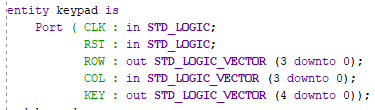 entity keypad is
Port ( CLK : in STD_LOGIC;
RST : in STD_LOGIC;
ROW : out STD_LOGIC_VECTOR (3 downto 0);
COL : in STD_LOGIC_VECTOR (3 downto 0);
KEY : out STD_LOGIC_VECTOR (4 downto 0));